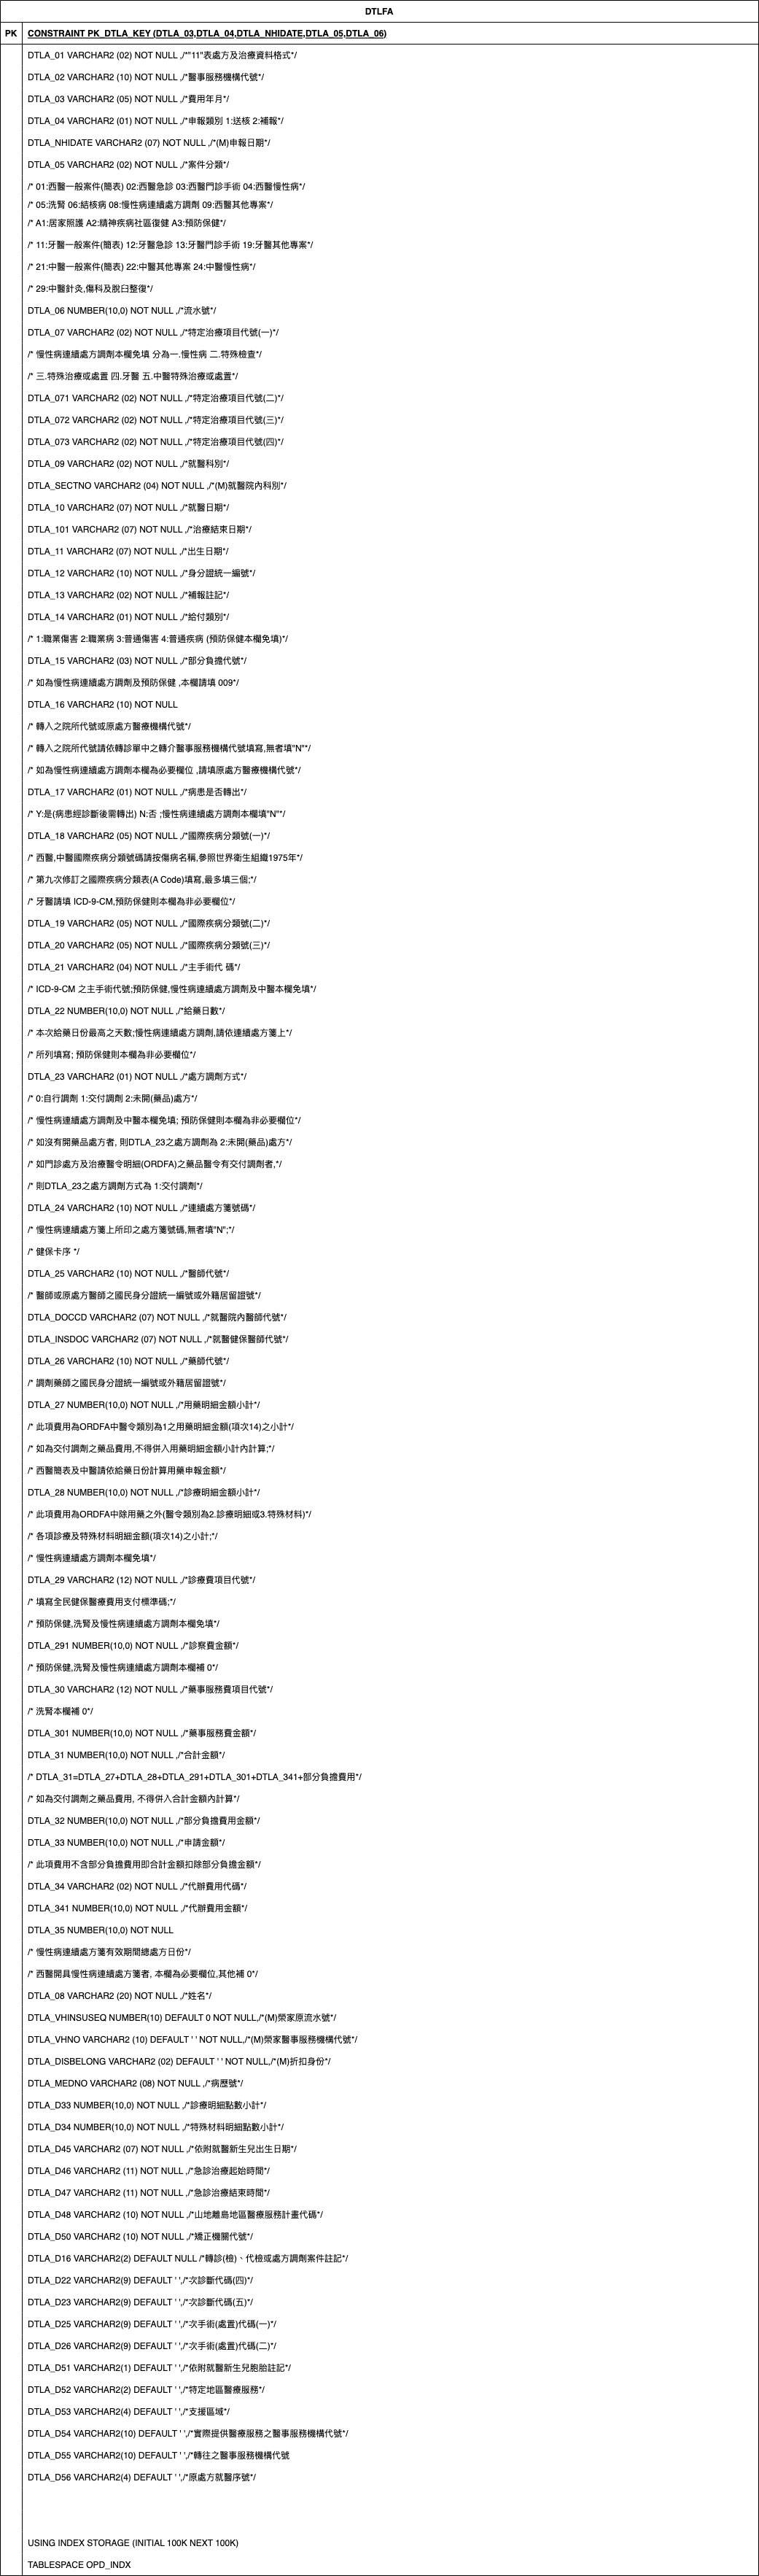 DTLFA
PK CONSTRAINT PK_DTLA_KEY (DTLA_03,DTLA_04,DTLA_NHIDATE,DTLA_05,DTLA_06)
DTLA_01 VARCHAR2 (02) NOT NULL ,/*"11"表處方及治療資料格式*/
DTLA_02 VARCHAR2 (10) NOT NULL ,/*醫事服務機構代號*/
DTLA_03 VARCHAR2 (05) NOT NULL ,/*費用年月*/
DTLA_04 VARCHAR2 (01) NOT NULL ,/*申報類別 1:送核 2:補報*/
DTLA_NHIDATE VARCHAR2 (07) NOT NULL ,/*(M)申報日期*/
DTLA_05 VARCHAR2 (02) NOT NULL ,/*案件分類*/
/* 01:西醫一般案件(簡表) 02:西醫急診 03:西醫門診手術 04:西醫慢性病*/
/* 05:洗腎 06:結核病 08:慢性病連續處方調劑 09:西醫其他專案*/
/* A1:居家照護 A2:精神疾病社區復健 A3:預防保健*/
/* 11:牙醫一般案件(簡表) 12:牙醫急診 13:牙醫門診手術 19:牙醫其他專案*/
/* 21:中醫一般案件(簡表) 22:中醫其他專案 24:中醫慢性病*/
/* 29:中醫針灸,傷科及脫臼整復*/
DTLA_06 NUMBER(10,0) NOT NULL ,/*流水號*/
DTLA_07 VARCHAR2 (02) NOT NULL ,/*特定治療項目代號(一)*/
/* 慢性病連續處方調劑本欄免填 分為一.慢性病 二.特殊檢查*/
/* 三.特殊治療或處置 四.牙醫 五.中醫特殊治療或處置*/
DTLA_071 VARCHAR2 (02) NOT NULL ,/*特定治療項目代號(二)*/
DTLA_072 VARCHAR2 (02) NOT NULL ,/*特定治療項目代號(三)*/
DTLA_073 VARCHAR2 (02) NOT NULL ,/*特定治療項目代號(四)*/
DTLA_09 VARCHAR2 (02) NOT NULL ,/*就醫科別*/
DTLA_SECTNO VARCHAR2 (04) NOT NULL ,/*(M)就醫院內科別*/
DTLA_10 VARCHAR2 (07) NOT NULL ,/*就醫日期*/
DTLA_101 VARCHAR2 (07) NOT NULL ,/*治療結束日期*/
DTLA_11 VARCHAR2 (07) NOT NULL ,/*出生日期*/
DTLA_12 VARCHAR2 (10) NOT NULL ,/*身分證統一編號*/
DTLA_13 VARCHAR2 (02) NOT NULL ,/*補報註記*/
DTLA_14 VARCHAR2 (01) NOT NULL ,/*給付類別*/
/* 1:職業傷害 2:職業病 3:普通傷害 4:普通疾病 (預防保健本欄免填)*/
DTLA_15 VARCHAR2 (03) NOT NULL ,/*部分負擔代號*/
/* 如為慢性病連續處方調劑及預防保健 ,本欄請填 009*/
DTLA_16 VARCHAR2 (10) NOT NULL
/* 轉入之院所代號或原處方醫療機構代號*/
/* 轉入之院所代號請依轉診單中之轉介醫事服務機構代號填寫,無者填"N"*/
/* 如為慢性病連續處方調劑本欄為必要欄位 ,請填原處方醫療機構代號*/
DTLA_17 VARCHAR2 (01) NOT NULL ,/*病患是否轉出*/
/* Y:是(病患經診斷後需轉出) N:否 ;慢性病連續處方調劑本欄填"N"*/
DTLA_18 VARCHAR2 (05) NOT NULL ,/*國際疾病分類號(一)*/
/* 西醫,中醫國際疾病分類號碼請按傷病名稱,參照世界衛生組織1975年*/
/* 第九次修訂之國際疾病分類表(A Code)填寫,最多填三個;*/
/* 牙醫請填 ICD-9-CM,預防保健則本欄為非必要欄位*/
DTLA_19 VARCHAR2 (05) NOT NULL ,/*國際疾病分類號(二)*/
DTLA_20 VARCHAR2 (05) NOT NULL ,/*國際疾病分類號(三)*/
DTLA_21 VARCHAR2 (04) NOT NULL ,/*主手術代 碼*/
/* ICD-9-CM 之主手術代號;預防保健,慢性病連續處方調劑及中醫本欄免填*/
DTLA_22 NUMBER(10,0) NOT NULL ,/*給藥日數*/
/* 本次給藥日份最高之天數;慢性病連續處方調劑,請依連續處方箋上*/
/* 所列填寫; 預防保健則本欄為非必要欄位*/
DTLA_23 VARCHAR2 (01) NOT NULL ,/*處方調劑方式*/
/* 0:自行調劑 1:交付調劑 2:未開(藥品)處方*/
/* 慢性病連續處方調劑及中醫本欄免填; 預防保健則本欄為非必要欄位*/
/* 如沒有開藥品處方者, 則DTLA_23之處方調劑為 2:未開(藥品)處方*/
/* 如門診處方及治療醫令明細(ORDFA)之藥品醫令有交付調劑者,*/
/* 則DTLA_23之處方調劑方式為 1:交付調劑*/
DTLA_24 VARCHAR2 (10) NOT NULL ,/*連續處方箋號碼*/
/* 慢性病連續處方箋上所印之處方箋號碼,無者填"N";*/
/* 健保卡序 */
DTLA_25 VARCHAR2 (10) NOT NULL ,/*醫師代號*/
/* 醫師或原處方醫師之國民身分證統一編號或外籍居留證號*/
DTLA_DOCCD VARCHAR2 (07) NOT NULL ,/*就醫院內醫師代號*/
DTLA_INSDOC VARCHAR2 (07) NOT NULL ,/*就醫健保醫師代號*/
DTLA_26 VARCHAR2 (10) NOT NULL ,/*藥師代號*/
/* 調劑藥師之國民身分證統一編號或外籍居留證號*/
DTLA_27 NUMBER(10,0) NOT NULL ,/*用藥明細金額小計*/
/* 此項費用為ORDFA中醫令類別為1之用藥明細金額(項次14)之小計*/
/* 如為交付調劑之藥品費用,不得併入用藥明細金額小計內計算;*/
/* 西醫簡表及中醫請依給藥日份計算用藥申報金額*/
DTLA_28 NUMBER(10,0) NOT NULL ,/*診療明細金額小計*/
/* 此項費用為ORDFA中除用藥之外(醫令類別為2.診療明細或3.特殊材料)*/
/* 各項診療及特殊材料明細金額(項次14)之小計;*/
/* 慢性病連續處方調劑本欄免填*/
DTLA_29 VARCHAR2 (12) NOT NULL ,/*診療費項目代號*/
/* 填寫全民健保醫療費用支付標準碼;*/
/* 預防保健,洗腎及慢性病連續處方調劑本欄免填*/
DTLA_291 NUMBER(10,0) NOT NULL ,/*診察費金額*/
/* 預防保健,洗腎及慢性病連續處方調劑本欄補 0*/
DTLA_30 VARCHAR2 (12) NOT NULL ,/*藥事服務費項目代號*/
/* 洗腎本欄補 0*/
DTLA_301 NUMBER(10,0) NOT NULL ,/*藥事服務費金額*/
DTLA_31 NUMBER(10,0) NOT NULL ,/*合計金額*/
/* DTLA_31=DTLA_27+DTLA_28+DTLA_291+DTLA_301+DTLA_341+部分負擔費用*/
/* 如為交付調劑之藥品費用, 不得併入合計金額內計算*/
DTLA_32 NUMBER(10,0) NOT NULL ,/*部分負擔費用金額*/
DTLA_33 NUMBER(10,0) NOT NULL ,/*申請金額*/
/* 此項費用不含部分負擔費用即合計金額扣除部分負擔金額*/
DTLA_34 VARCHAR2 (02) NOT NULL ,/*代辦費用代碼*/
DTLA_341 NUMBER(10,0) NOT NULL ,/*代辦費用金額*/
DTLA_35 NUMBER(10,0) NOT NULL
/* 慢性病連續處方箋有效期間總處方日份*/
/* 西醫開具慢性病連續處方箋者, 本欄為必要欄位,其他補 0*/
DTLA_08 VARCHAR2 (20) NOT NULL ,/*姓名*/
DTLA_VHINSUSEQ NUMBER(10) DEFAULT 0 NOT NULL,/*(M)榮家原流水號*/
DTLA_VHNO VARCHAR2 (10) DEFAULT ' ' NOT NULL,/*(M)榮家醫事服務機構代號*/
DTLA_DISBELONG VARCHAR2 (02) DEFAULT ' ' NOT NULL,/*(M)折扣身份*/
DTLA_MEDNO VARCHAR2 (08) NOT NULL ,/*病歷號*/
DTLA_D33 NUMBER(10,0) NOT NULL ,/*診療明細點數小計*/
DTLA_D34 NUMBER(10,0) NOT NULL ,/*特殊材料明細點數小計*/
DTLA_D45 VARCHAR2 (07) NOT NULL ,/*依附就醫新生兒出生日期*/
DTLA_D46 VARCHAR2 (11) NOT NULL ,/*急診治療起始時間*/
DTLA_D47 VARCHAR2 (11) NOT NULL ,/*急診治療結束時間*/
DTLA_D48 VARCHAR2 (10) NOT NULL ,/*山地離島地區醫療服務計畫代碼*/
DTLA_D50 VARCHAR2 (10) NOT NULL ,/*矯正機關代號*/
DTLA_D16 VARCHAR2(2) DEFAULT NULL /*轉診(檢)、代檢或處方調劑案件註記*/
DTLA_D22 VARCHAR2(9) DEFAULT ' ',/*次診斷代碼(四)*/
DTLA_D23 VARCHAR2(9) DEFAULT ' ',/*次診斷代碼(五)*/
DTLA_D25 VARCHAR2(9) DEFAULT ' ',/*次手術(處置)代碼(一)*/
DTLA_D26 VARCHAR2(9) DEFAULT ' ',/*次手術(處置)代碼(二)*/
DTLA_D51 VARCHAR2(1) DEFAULT ' ',/*依附就醫新生兒胞胎註記*/
DTLA_D52 VARCHAR2(2) DEFAULT ' ',/*特定地區醫療服務*/
DTLA_D53 VARCHAR2(4) DEFAULT ' ',/*支援區域*/
DTLA_D54 VARCHAR2(10) DEFAULT ' ',/*實際提供醫療服務之醫事服務機構代號*/
DTLA_D55 VARCHAR2(10) DEFAULT ' ',/*轉往之醫事服務機構代號
DTLA_D56 VARCHAR2(4) DEFAULT ' ',/*原處方就醫序號*/
USING INDEX STORAGE (INITIAL 100K NEXT 100K)
TABLESPACE OPD_INDX